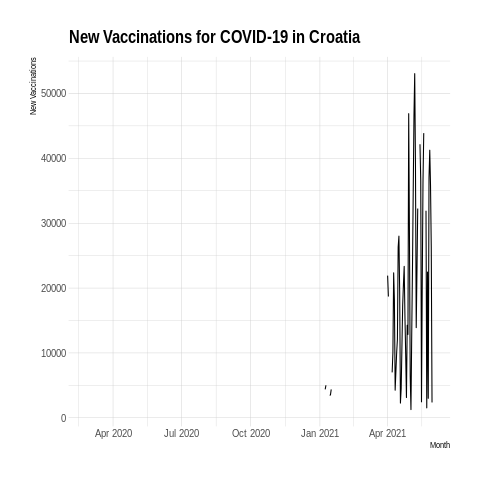 New Vaccinations for COVID-19 in Croatia
New Vaccinations
50000
40000
30000
20000
10000
0
Apr 2020 Jul 2020 Oct 2020 Jan 2021 Apr 2021
Month